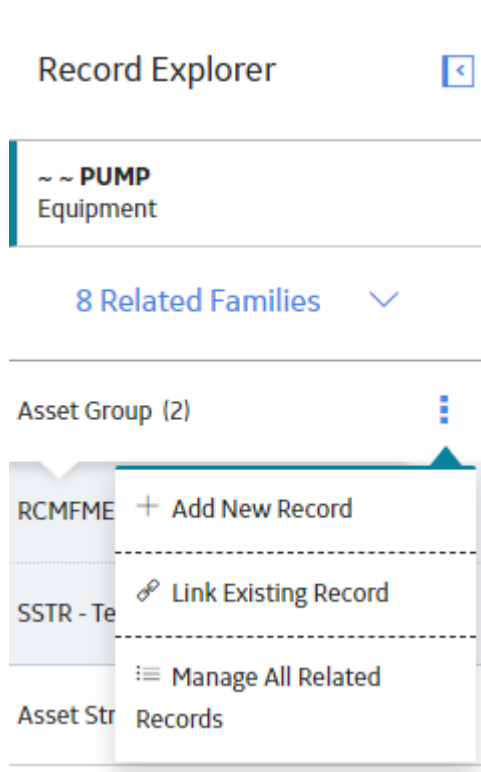 Record Explorer
~ ~ PUMP
Equipment
8 Related Families
Asset Group (2)
RCMFME
Add New Record
Link Existing Record
SSTR - Te
Manage All Related
Records
Asset Str